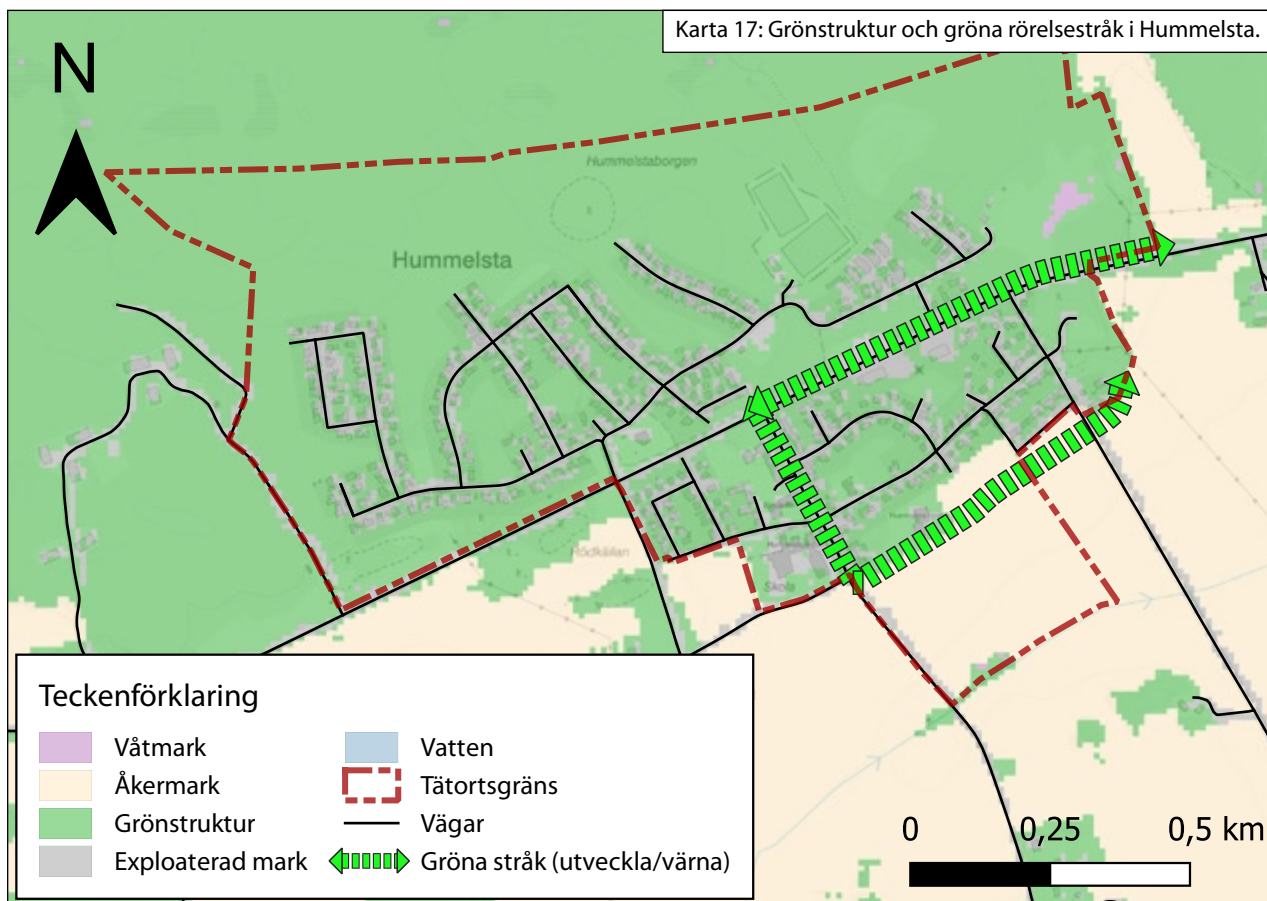 Karta 17: Grönstruktur och gröna rörelsestråk i Hummelsta.
N
Hummelstaborgen
Hummelsta
Rödkällan
Skola
Teckenförklaring
Våtmark
Åkermark
Grönstruktur
Exploaterad mark
Vatten
Tätortsgräns
Vägar
Gröna stråk (utveckla/värna)
0 0,25 0,5 km